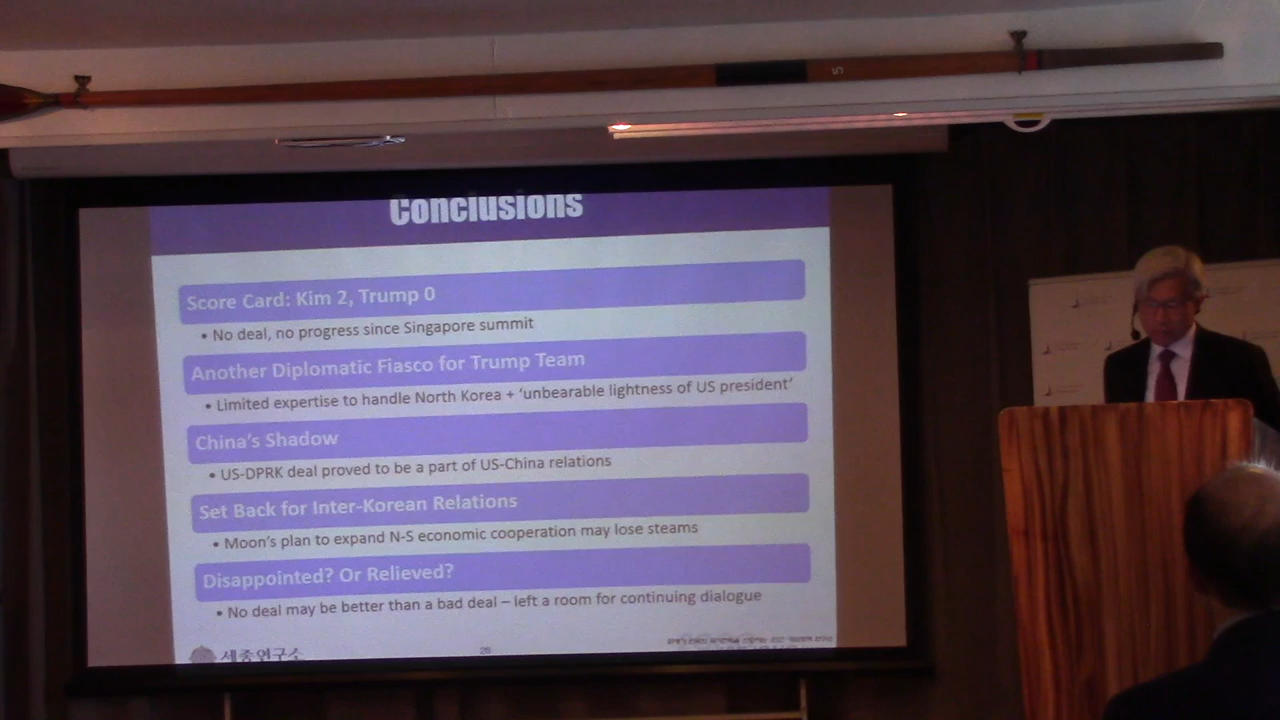 5
Conclusions
Score Card: Kim 2, Trump 0
• No deal, no progress since Singapore summit
Another Diplomatic Fiasco for Trump Team
• Limited expertise to handle North Korea + ‘unbearable lightness of US president’
China’s Shadow
• US-DPRK deal proved to be a part of US-China relations
Set Back for Inter-Korean Relations
• Moon’s plan to expand N-S economic cooperation may lose steams
Disappointed? Or Relieved?
• No deal may be better than a bad deal – left a room for continuing dialogue
세종연구소
26